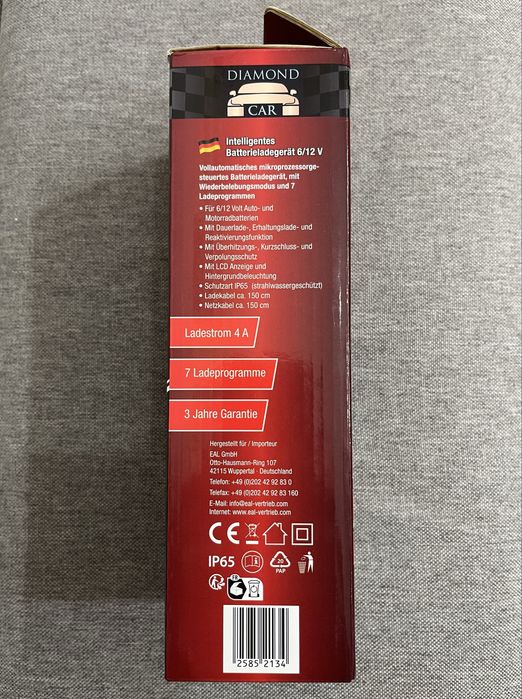 DIAMOND
CAR
Intelligentes
Batterieladegerät 6/12 V
Vollautomatisches mikroprozessorge-
steuertes Batterieladegerät, mit
Wiederbelebungsmodus und 7
Ladeprogrammen
• Für 6/12 Volt Auto- und
Motorradbatterien
• Mit Dauerlade-, Erhaltungslade- und
Reaktivierungsfunktion
• Mit Überhitzungs-, Kurzschluss- und
Verpolungsschutz
• Mit LCD Anzeige und
Hintergrundbeleuchtung
• Schutzart IP65 (strahlwassergeschützt)
• Ladekabel ca. 150 cm
• Netzkabel ca. 150 cm
Ladestrom 4 A
7 Ladeprogramme
3 Jahre Garantie
Hergestellt für / Importeur
EAL GmbH
Otto-Hausmann-Ring 107
42115 Wuppertal · Deutschland
Telefon: +49 (0)202 42 92 83 0
Telefax: +49 (0)202 42 92 83 160
E-Mail: info@eal-vertrieb.com
Internet: www.eal-vertrieb.com
CE
IP65
20
PAP
FR
2585 2134